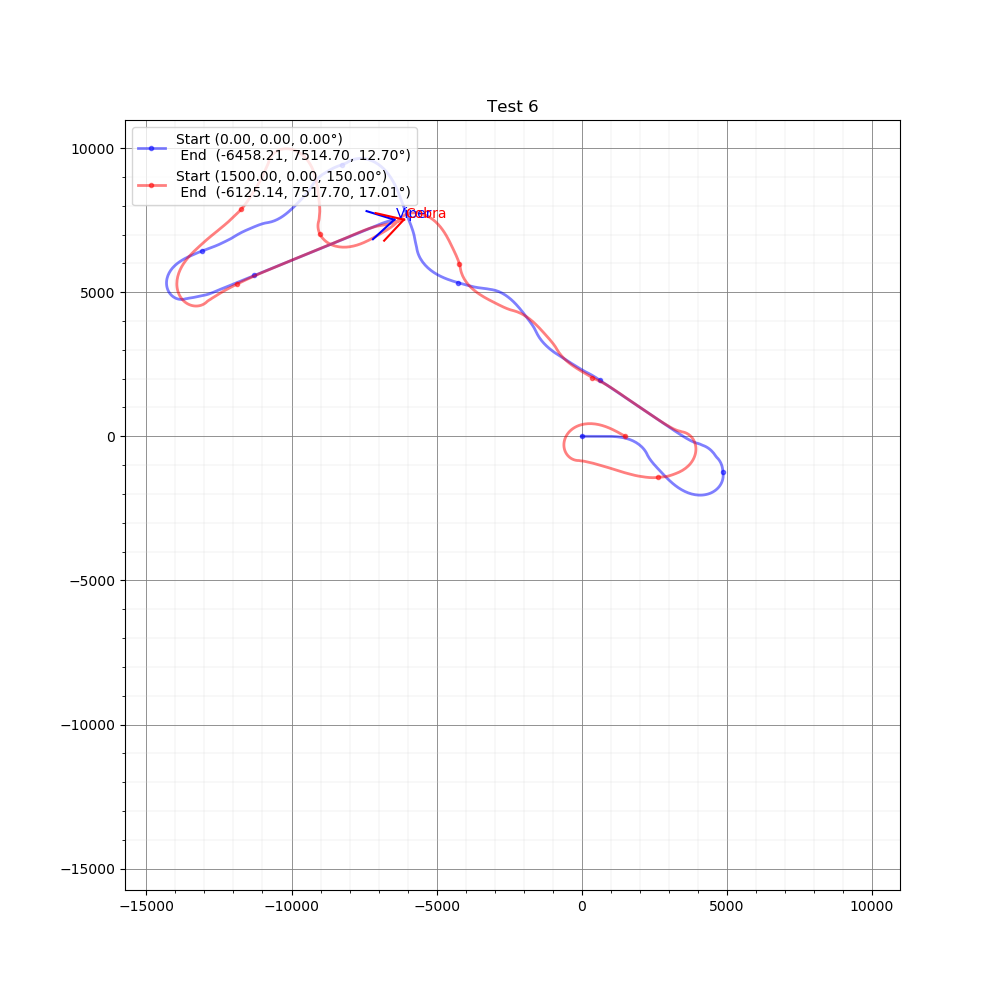 Test 6
Start (0.00, 0.00, 0.00°)
End (-6458.21, 7514.70, 12.70°)
Start (1500.00, 0.00, 150.00°)
End (-6125.14, 7517.70, 17.01°)
Viper
Cobra
10000
5000
0
−5000
−10000
−15000
−15000
−10000
−5000
0
5000
10000